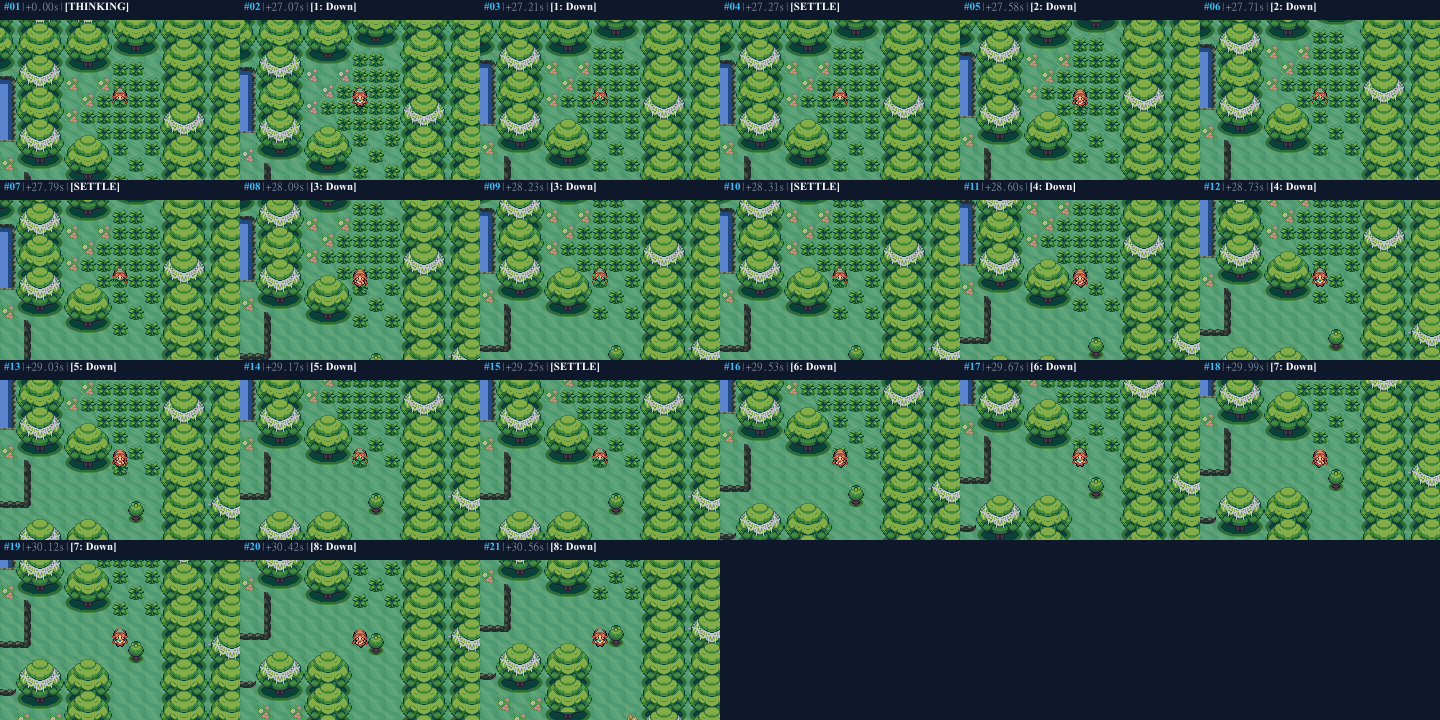 #01 | +0.00s | [THINKING]
#02 | +27.07s | [1: Down]
#03 | +27.21s | [1: Down]
#04 | +27.27s | [SETTLE]
#05 | +27.58s | [2: Down]
#06 | +27.71s | [2: Down]
#07 | +27.79s | [SETTLE]
#08 | +28.09s | [3: Down]
#09 | +28.23s | [3: Down]
#10 | +28.31s | [SETTLE]
#11 | +28.60s | [4: Down]
#12 | +28.73s | [4: Down]
#13 | +29.03s | [5: Down]
#14 | +29.17s | [5: Down]
#15 | +29.25s | [SETTLE]
#16 | +29.53s | [6: Down]
#17 | +29.67s | [6: Down]
#18 | +29.99s | [7: Down]
#19 | +30.12s | [7: Down]
#20 | +30.42s | [8: Down]
#21 | +30.56s | [8: Down]